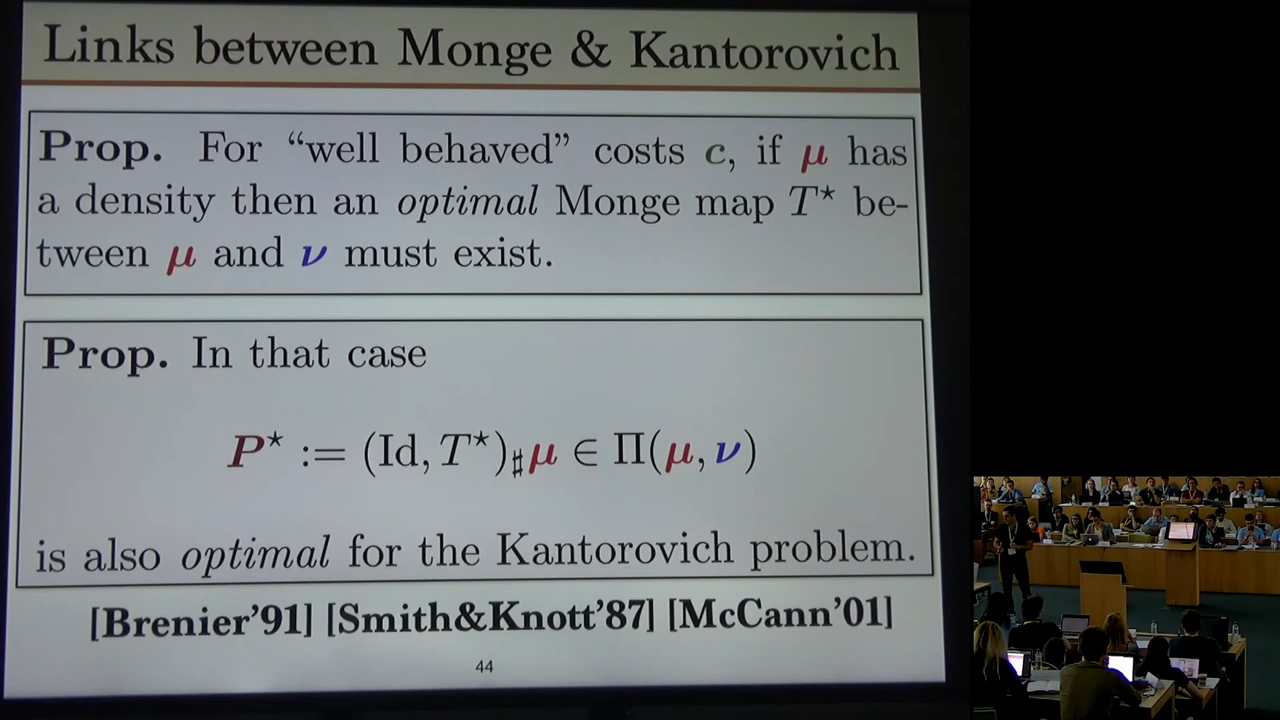 Links between Monge & Kantorovich
Prop. For “well behaved” costs c, if μ has
a density then an optimal Monge map T⋆ be-
tween μ and ν must exist.
Prop. In that case
P⋆ := (Id, T⋆)♯μ ∈ Π(μ, ν)
is also optimal for the Kantorovich problem.
[Brenier’91] [Smith&Knott’87] [McCann’01]
44